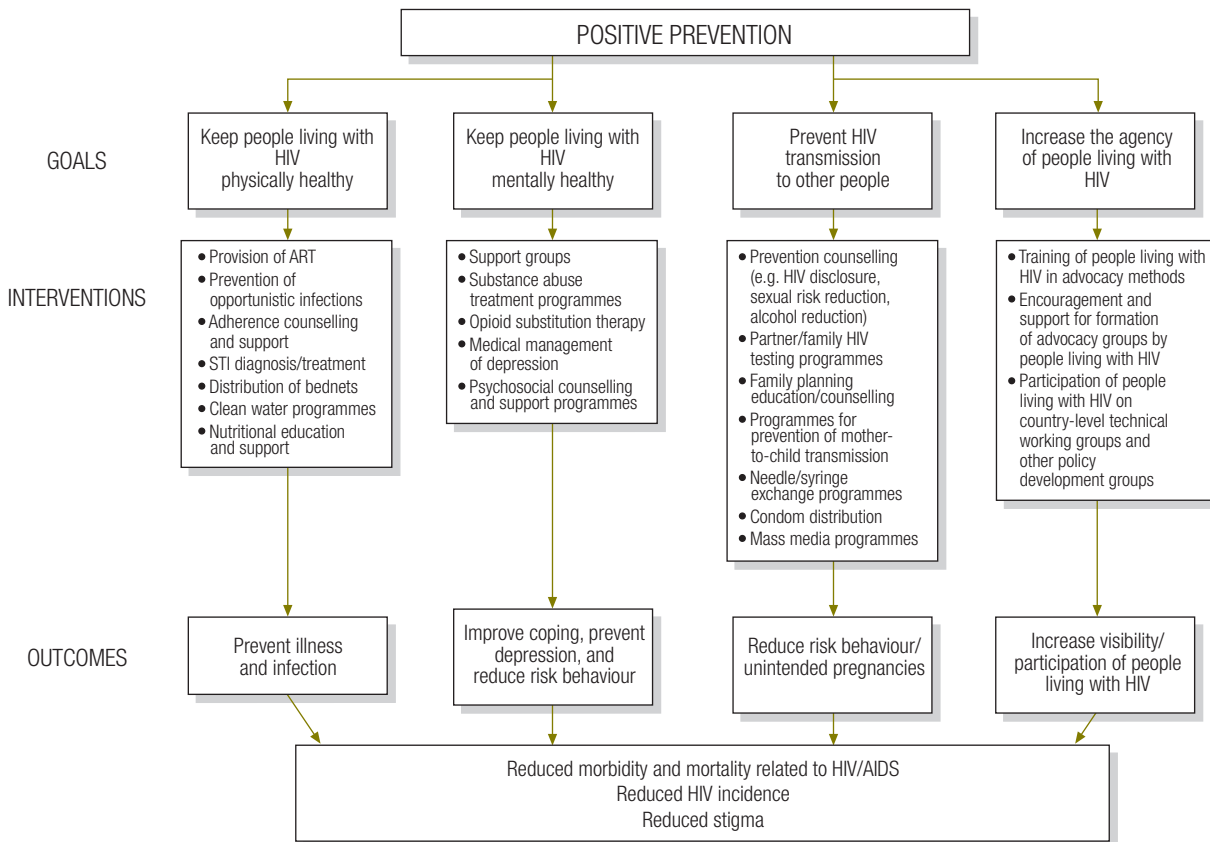 POSITIVE PREVENTION
GOALS
Keep people living with
HIV
physically healthy
Keep people living with
HIV
mentally healthy
Prevent HIV
transmission
to other people
Increase the agency
of people living with
HIV
INTERVENTIONS
• Provision of ART
• Prevention of
opportunistic infections
• Adherence counselling
and support
• STI diagnosis/treatment
• Distribution of bednets
• Clean water programmes
• Nutritional education
and support
• Support groups
• Substance abuse
treatment programmes
• Opioid substitution therapy
• Medical management
of depression
• Psychosocial counselling
and support programmes
• Prevention counselling
(e.g. HIV disclosure,
sexual risk reduction,
alcohol reduction)
• Partner/family HIV
testing programmes
• Family planning
education/counselling
• Programmes for
prevention of mother-
to-child transmission
• Needle/syringe
exchange programmes
• Condom distribution
• Mass media programmes
• Training of people living with
HIV in advocacy methods
• Encouragement and
support for formation
of advocacy groups by
people living with HIV
• Participation of people
living with HIV on
country-level technical
working groups and
other policy
development groups
OUTCOMES
Prevent illness
and infection
Improve coping, prevent
depression, and
reduce risk behaviour
Reduce risk behaviour/
unintended pregnancies
Increase visibility/
participation of people
living with HIV
Reduced morbidity and mortality related to HIV/AIDS
Reduced HIV incidence
Reduced stigma